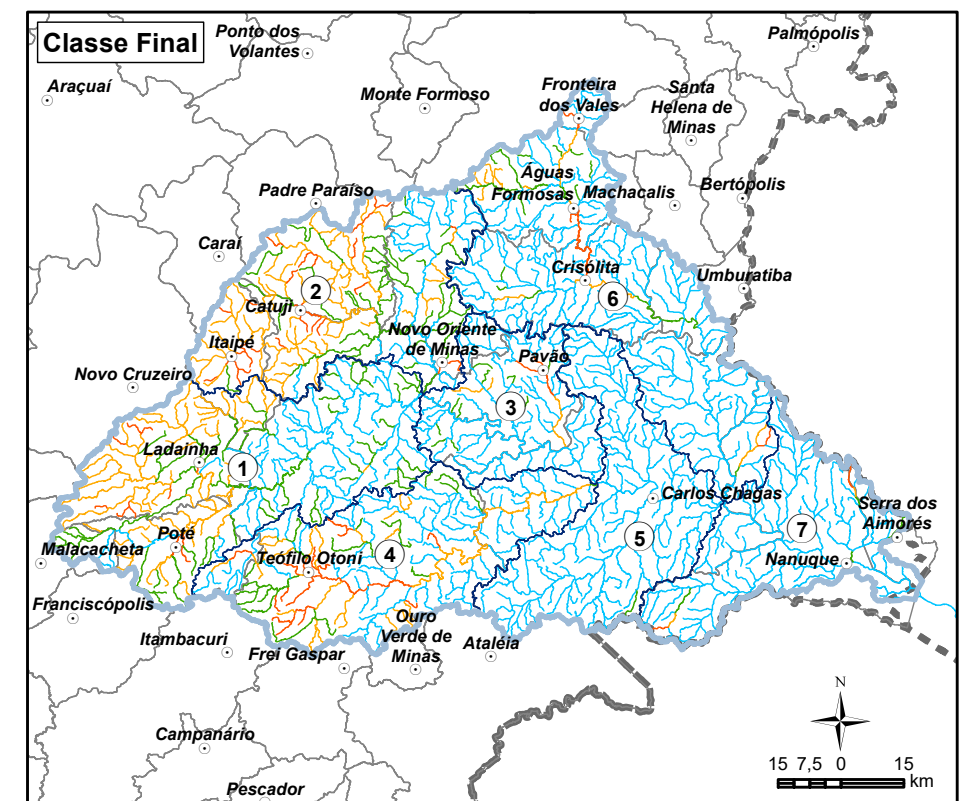 Classe Final
Ponto dos
Volantes
Palmópolis
Araçuaí
Monte Formoso
Fronteira
dos Vales
Santa
Helena de
Minas
Águas
Formosas
Machacalis
Bertópolis
Padre Paraíso
Caraí
Crisólita
Umburatiba
2
6
Catuji
Itaipé
Novo Oriente
de Minas
Pavão
Novo Cruzeiro
3
Ladainha
1
Carlos Chagas
Serra dos
Aimorés
Malacacheta
Poté
Teófilo Otoni
4
5
7
Nanuque
Franciscópolis
Itambacuri
Ouro
Verde de
Minas
Frei Gaspar
Ataléia
N
Campanário
Pescador
15 7,5 0 15
km